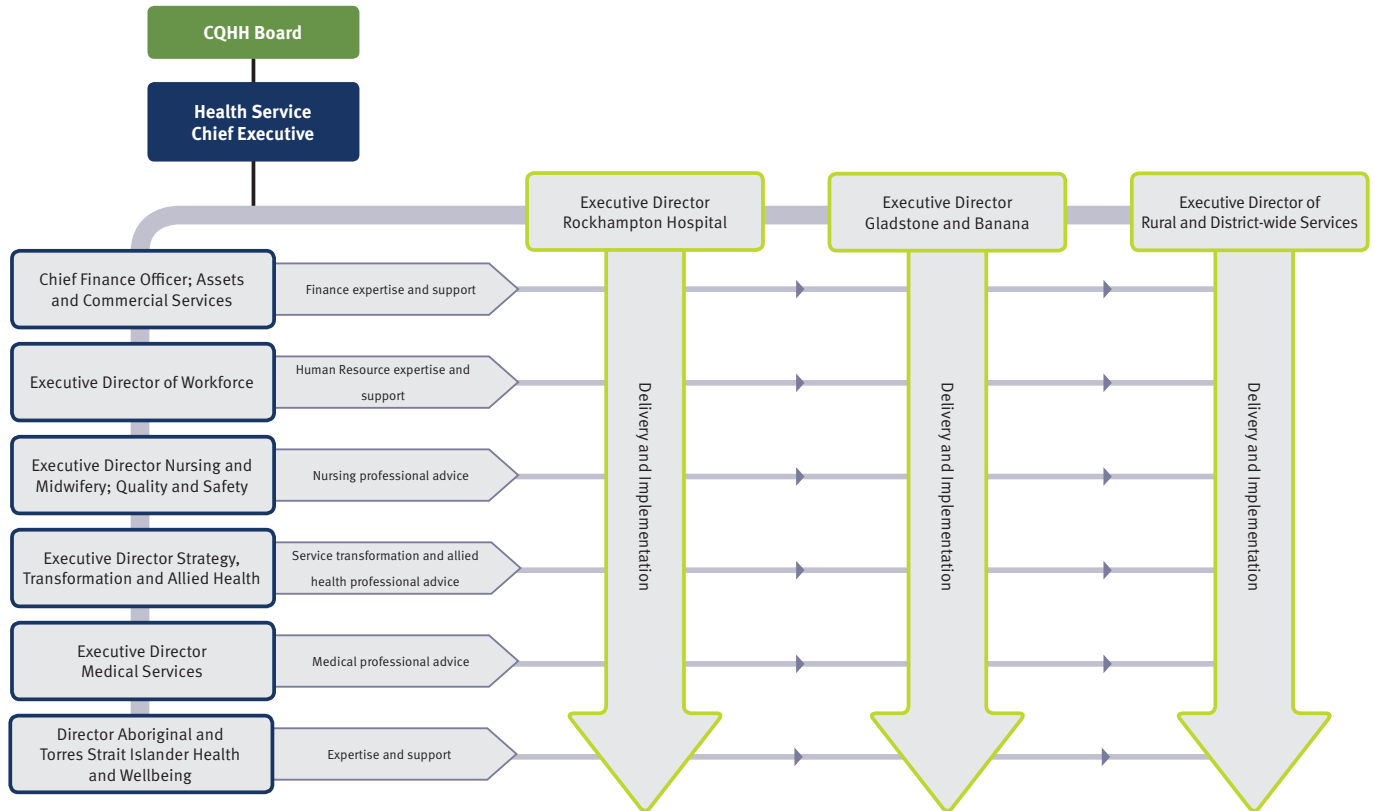 CQHH Board
Health Service
Chief Executive
Executive Director
Rockhampton Hospital
Executive Director
Gladstone and Banana
Executive Director of
Rural and District-wide Services
Chief Finance Officer; Assets
and Commercial Services
Finance expertise and support
Executive Director of Workforce
Human Resource expertise and
support
Executive Director Nursing and
Midwifery; Quality and Safety
Nursing professional advice
Executive Director Strategy,
Transformation and Allied Health
Service transformation and allied
health professional advice
Executive Director
Medical Services
Medical professional advice
Director Aboriginal and
Torres Strait Islander Health
and Wellbeing
Expertise and support
Delivery and Implementation
Delivery and Implementation
Delivery and Implementation